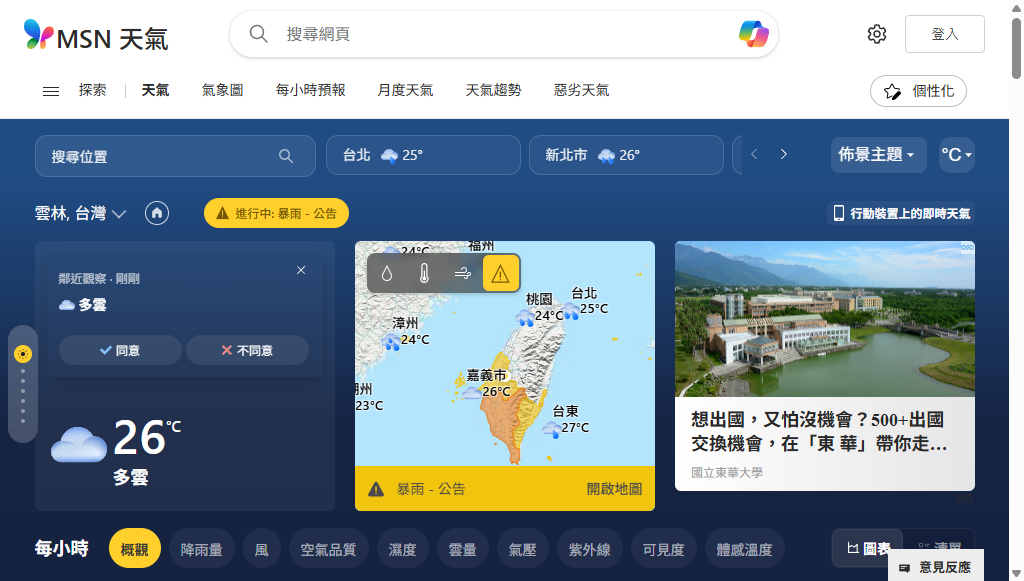 MSN 天氣
搜尋網頁
登入
探索
天氣
氣象圖
每小時預報
月度天氣
天氣趨勢
惡劣天氣
個性化
搜尋位置
台北 25°
新北市 26°
佈景主題
°C
雲林, 台灣
進行中: 暴雨 - 公告
行動裝置上的即時天氣
鄰近觀察 · 剛剛
多雲
同意
不同意
26°C
多雲
24°C
福州
桃園
24°C
台北
25°C
漳州
24°C
嘉義市
26°C
23°C
台東
27°C
暴雨 - 公告
開啟地圖
想出國，又怕沒機會？500+出國
交換機會，在「東 華」帶你走...
國立東華大學
每小時
概觀
降雨量
風
空氣品質
濕度
雲量
氣壓
紫外線
可見度
體感溫度
圖表
清單
意見反應